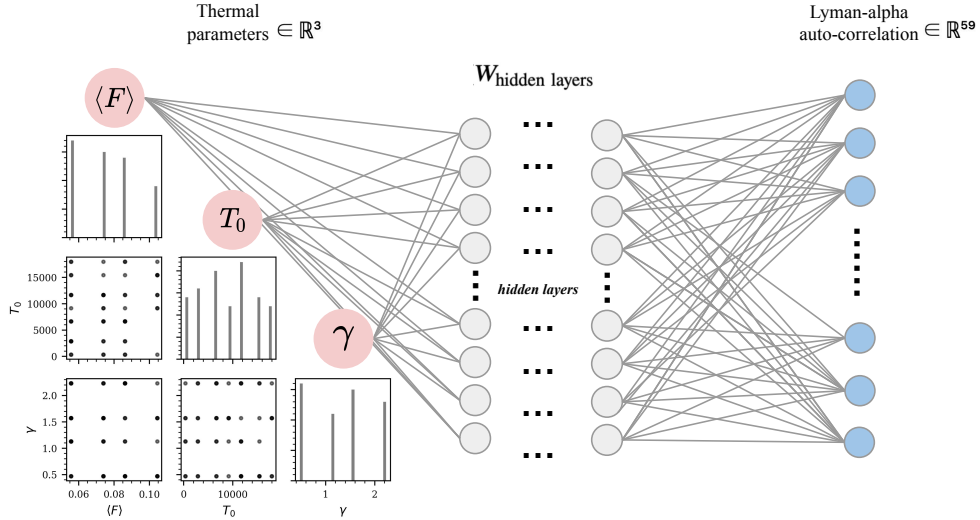 Thermal
parameters ∈ ℝ³
Lyman-alpha
auto-correlation ∈ ℝ⁵⁹
W hidden layers
⟨F⟩
T₀
γ
hidden layers
T₀
15000
10000
5000
0
γ
2.0
1.5
1.0
0.5
0.06 0.08 0.10
⟨F⟩
0 10000
T₀
1 2
γ